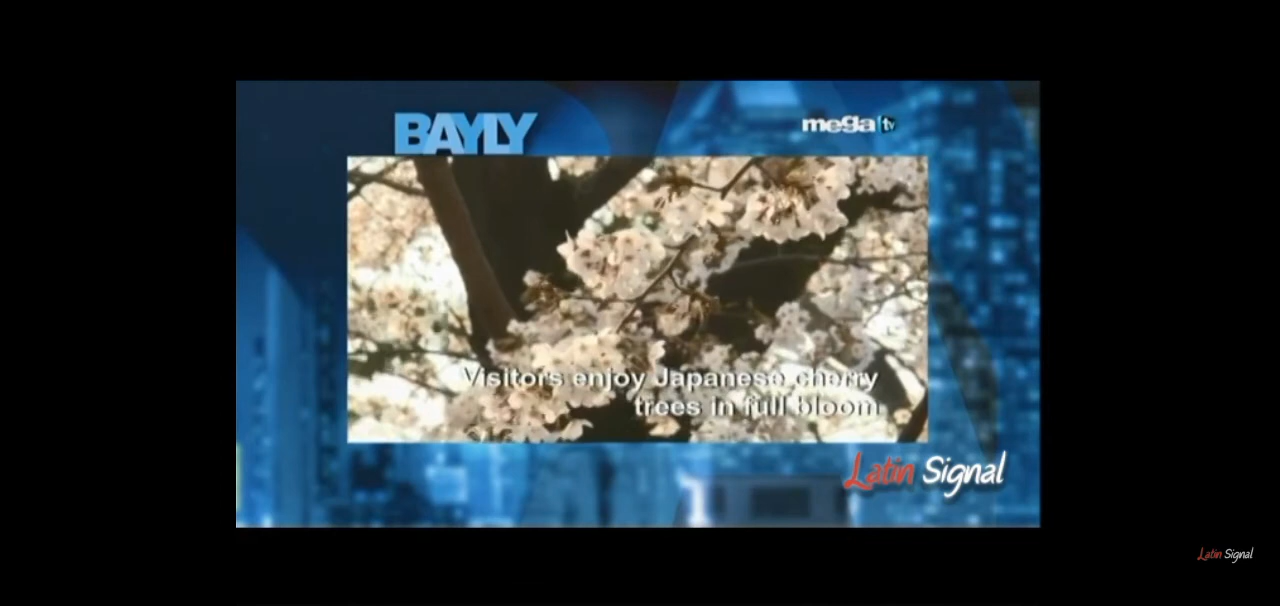 BAYLY
mega tv
Visitors enjoy Japanese cherry
trees in full bloom
Latin Signal
Latin Signal